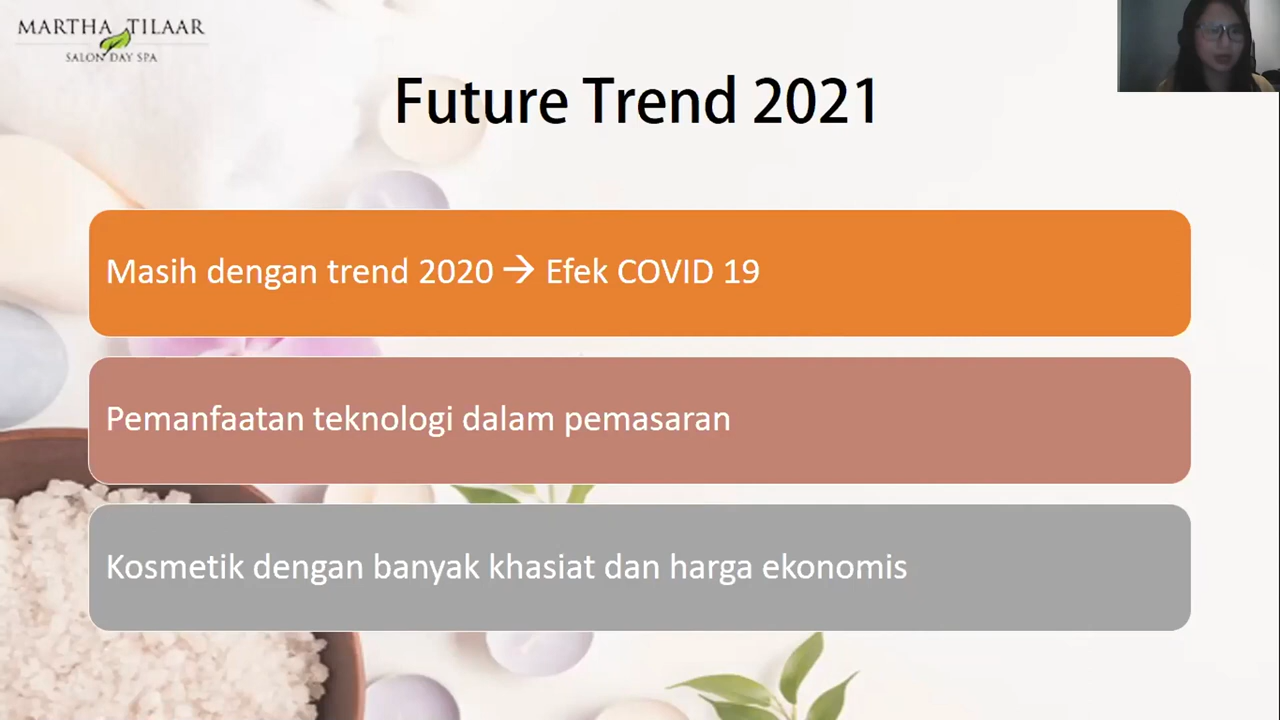 MARTHA TILAAR
SALON DAY SPA
Future Trend 2021
Masih dengan trend 2020 → Efek COVID 19
Pemanfaatan teknologi dalam pemasaran
Kosmetik dengan banyak khasiat dan harga ekonomis